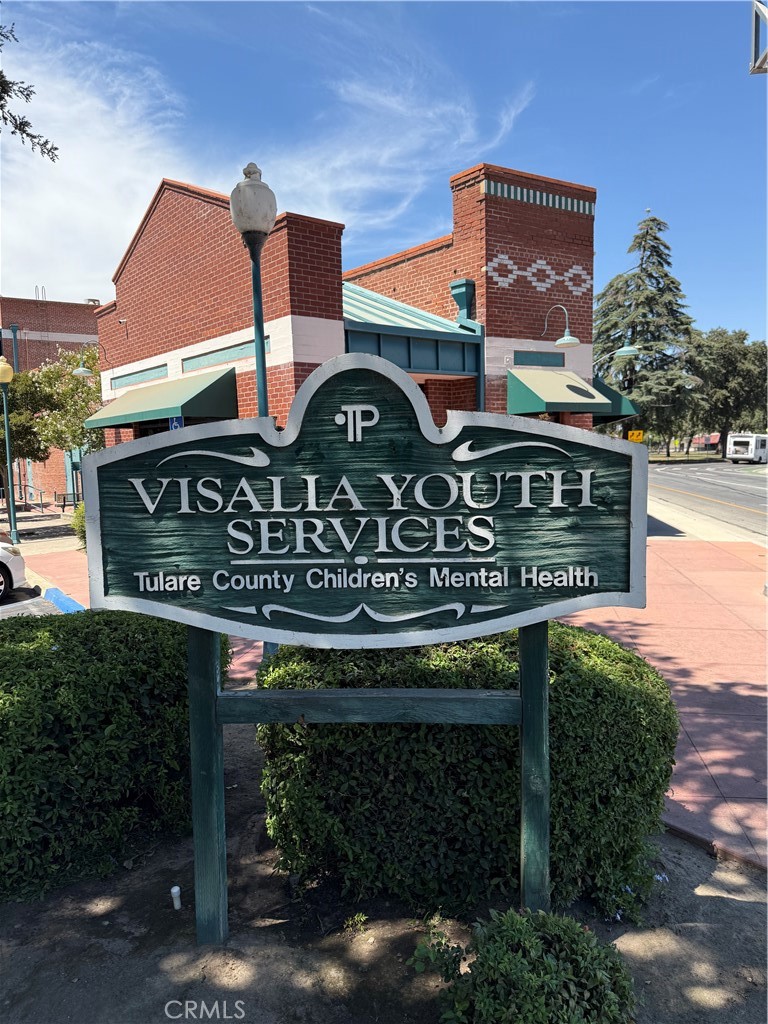 TP
VISALIA YOUTH
SERVICES
Tulare County Children's Mental Health
CRMLS